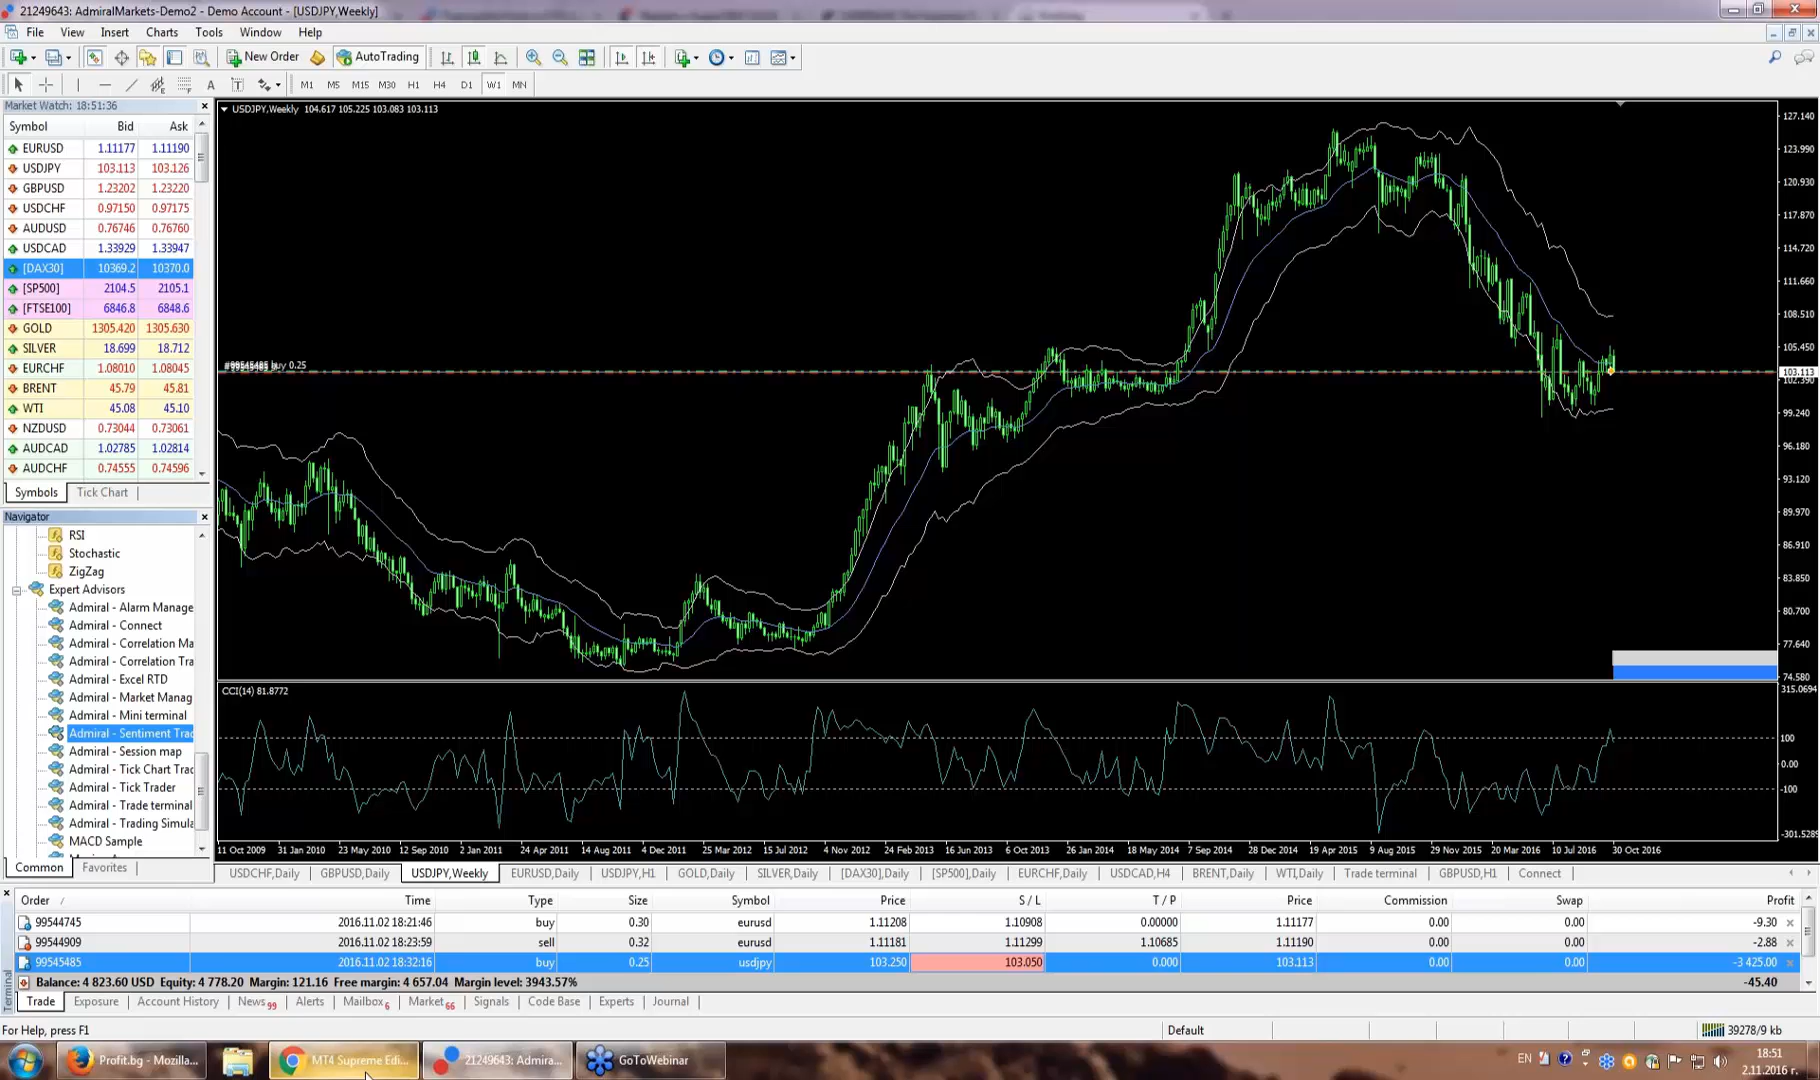 21249643: AdmiralMarkets-Demo2 - Demo Account - [USDJPY,Weekly]
File View Insert Charts Tools Window Help
New Order AutoTrading
A T M1 M5 M15 M30 H1 H4 D1 W1 MN
Market Watch: 18:51:36
Symbol Bid Ask
EURUSD 1.11177 1.11190
USDJPY 103.113 103.126
GBPUSD 1.23202 1.23220
USDCHF 0.97150 0.97175
AUDUSD 0.76746 0.76760
USDCAD 1.33929 1.33947
[DAX30] 10369.2 10370.0
[SP500] 2104.5 2105.1
[FTSE100] 6846.8 6848.6
GOLD 1305.420 1305.630
SILVER 18.699 18.712
EURCHF 1.08010 1.08045
BRENT 45.79 45.81
WTI 45.08 45.10
NZDUSD 0.73044 0.73061
AUDCAD 1.02785 1.02814
AUDCHF 0.74555 0.74596
Symbols Tick Chart
Navigator
RSI
Stochastic
ZigZag
Expert Advisors
Admiral - Alarm Manage
Admiral - Connect
Admiral - Correlation Ma
Admiral - Correlation Tra
Admiral - Excel RTD
Admiral - Market Manag
Admiral - Mini terminal
Admiral - Sentiment Trac
Admiral - Session map
Admiral - Tick Chart Trac
Admiral - Tick Trader
Admiral - Trade terminal
Admiral - Trading Simula
MACD Sample
Common Favorites
USDJPY,Weekly 104.617 105.225 103.083 103.113
#99545485 buy 0.25
127.140
123.990
120.930
117.870
114.720
111.660
108.510
105.450
103.113
102.390
99.240
96.180
93.120
89.970
86.910
83.850
80.700
77.640
74.580
CCI(14) 81.8772
315.0694
100
0.00
-100
-301.5289
11 Oct 2009 31 Jan 2010 23 May 2010 12 Sep 2010 2 Jan 2011 24 Apr 2011 14 Aug 2011 4 Dec 2011 25 Mar 2012 15 Jul 2012 4 Nov 2012 24 Feb 2013 16 Jun 2013 6 Oct 2013 26 Jan 2014 18 May 2014 7 Sep 2014 28 Dec 2014 19 Apr 2015 9 Aug 2015 29 Nov 2015 20 Mar 2016 10 Jul 2016 30 Oct 2016
USDCHF,Daily GBPUSD,Daily USDJPY,Weekly EURUSD,Daily USDJPY,H1 GOLD,Daily SILVER,Daily [DAX30],Daily [SP500],Daily EURCHF,Daily USDCAD,H4 BRENT,Daily WTI,Daily Trade terminal GBPUSD,H1 Connect
Order / Time Type Size Symbol Price S / L T / P Price Commission Swap Profit
99544745 2016.11.02 18:21:46 buy 0.30 eurusd 1.11208 1.10908 0.00000 1.11177 0.00 0.00 -9.30
99544909 2016.11.02 18:23:59 sell 0.32 eurusd 1.11181 1.11299 1.10685 1.11190 0.00 0.00 -2.88
99545485 2016.11.02 18:32:16 buy 0.25 usdjpy 103.250 103.050 0.000 103.113 0.00 0.00 -3 425.00
Balance: 4 823.60 USD Equity: 4 778.20 Margin: 121.16 Free margin: 4 657.04 Margin level: 3943.57% -45.40
Terminal
Trade Exposure Account History News 99 Alerts Mailbox 6 Market 66 Signals Code Base Experts Journal
For Help, press F1 Default 39278/9 kb
Profit.bg - Mozilla... MT4 Supreme Edi... 21249643: Admira... GoToWebinar EN 18:51
2.11.2016 г.